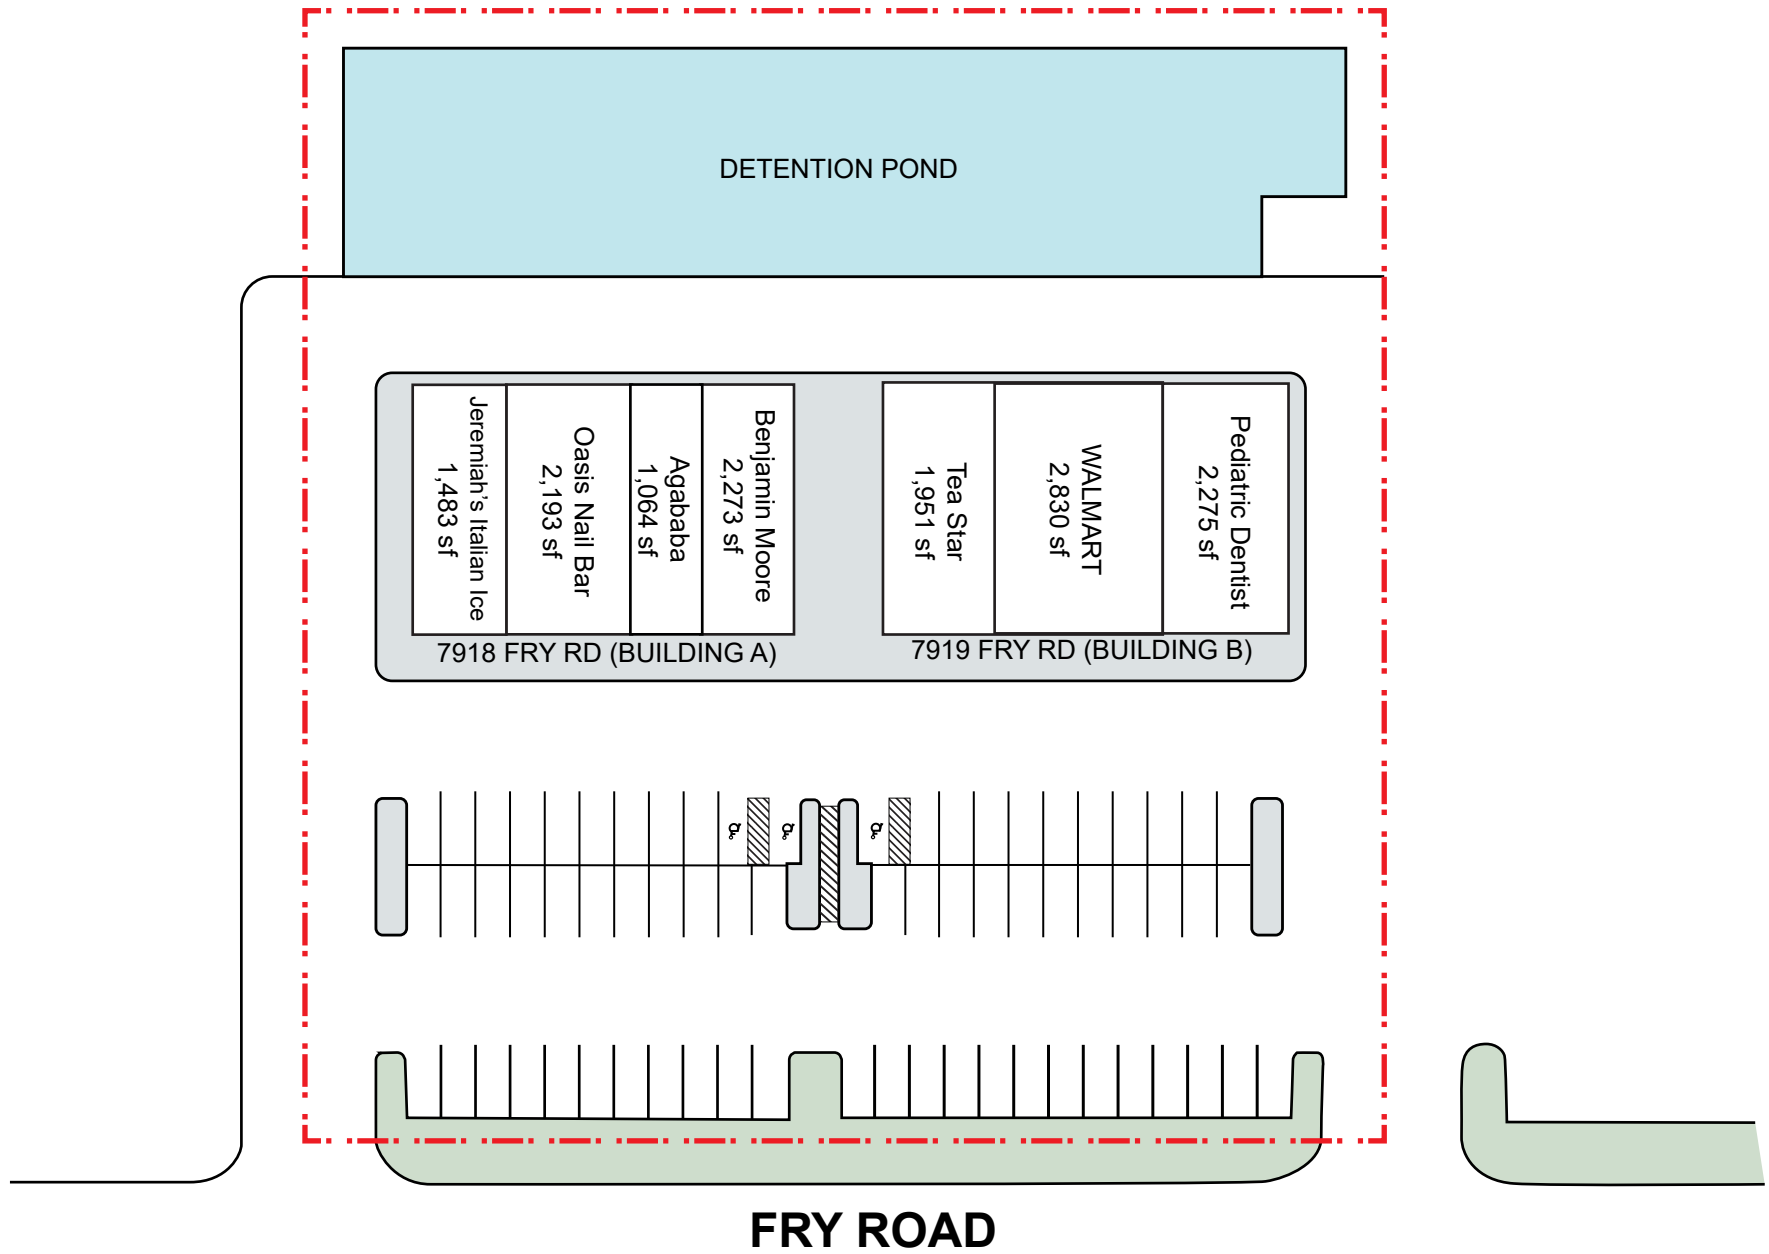 DETENTION POND
Jeremiah's Italian Ice
1,483 sf
Oasis Nail Bar
2,193 sf
Agababa
1,064 sf
Benjamin Moore
2,273 sf
Tea Star
1,951 sf
WALMART
2,830 sf
Pediatric Dentist
2,275 sf
7918 FRY RD (BUILDING A)
7919 FRY RD (BUILDING B)
FRY ROAD